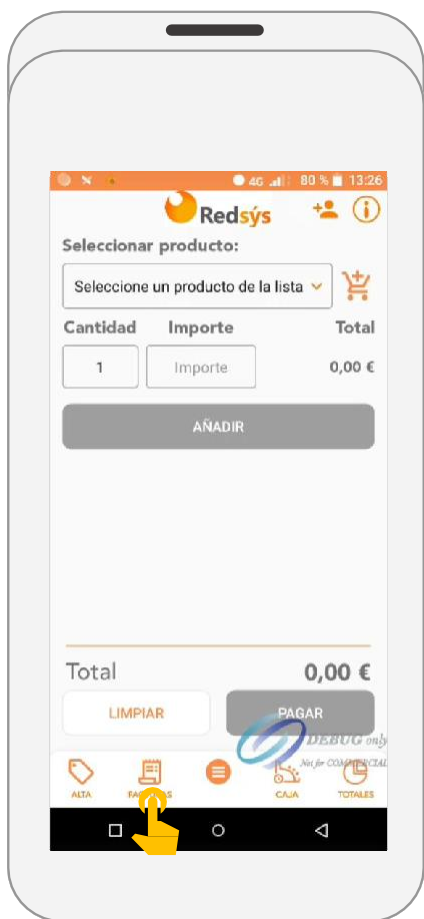 4G 80 % 13:26
Redsýs
Seleccionar producto:
Seleccione un producto de la lista
Cantidad Importe Total
1 Importe 0,00 €
AÑADIR
Total 0,00 €
LIMPIAR PAGAR
DEBUG only
Not for COMMERCIAL
ALTA CAJA TOTALES